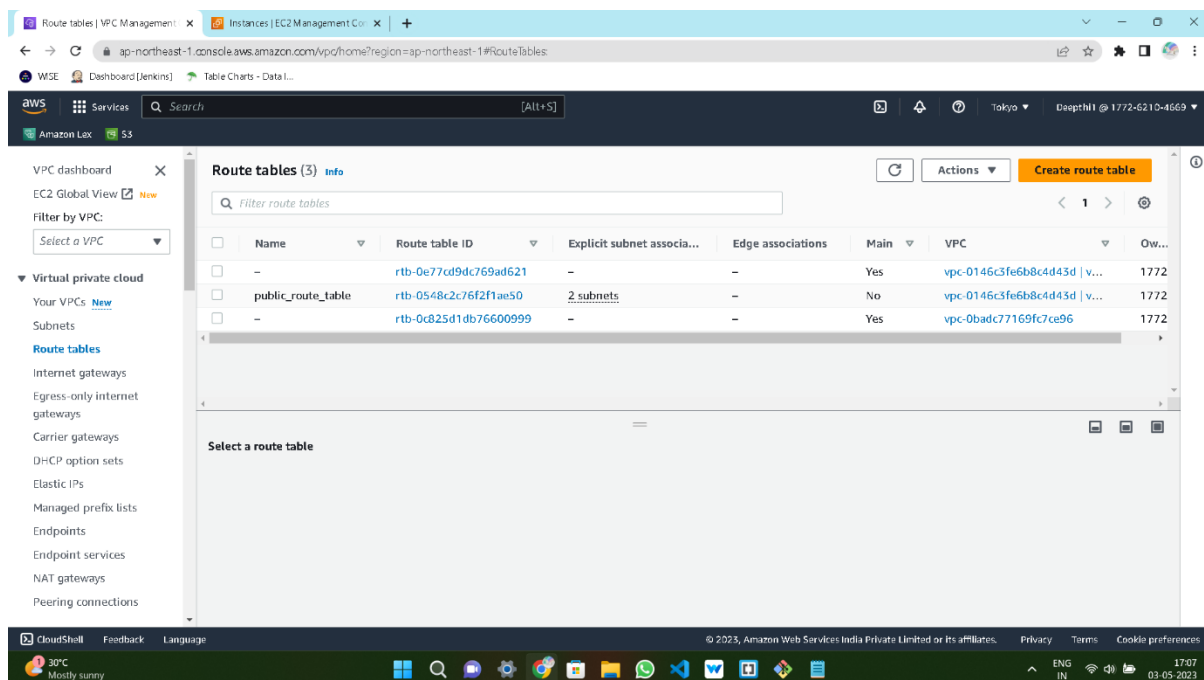 Route tables | VPC Management
Instances | EC2 Management Con
ap-northeast-1.console.aws.amazon.com/vpc/home?region=ap-northeast-1#RouteTables:
WISE
Dashboard [Jenkins]
Table Charts - Data I...
aws
Services
Search
[Alt+S]
Tokyo
Deepthi1 @ 1772-6210-4669
Amazon Lex
S3
VPC dashboard
EC2 Global View New
Filter by VPC:
Select a VPC
Virtual private cloud
Your VPCs New
Subnets
Route tables
Internet gateways
Egress-only internet
gateways
Carrier gateways
DHCP option sets
Elastic IPs
Managed prefix lists
Endpoints
Endpoint services
NAT gateways
Peering connections
Route tables (3) Info
Actions
Create route table
Filter route tables
1
Name Route table ID Explicit subnet associa... Edge associations Main VPC Ow...
– rtb-0e77cd9dc769ad621 – – Yes vpc-0146c3fe6b8c4d43d | v... 1772
public_route_table rtb-0548c2c76f2f1ae50 2 subnets – No vpc-0146c3fe6b8c4d43d | v... 1772
– rtb-0c825d1db76600999 – – Yes vpc-0badc77169fc7ce96 1772
Select a route table
CloudShell Feedback Language
© 2023, Amazon Web Services India Private Limited or its affiliates. Privacy Terms Cookie preferences
1
30°C
Mostly sunny
ENG
IN
17:07
03-05-2023